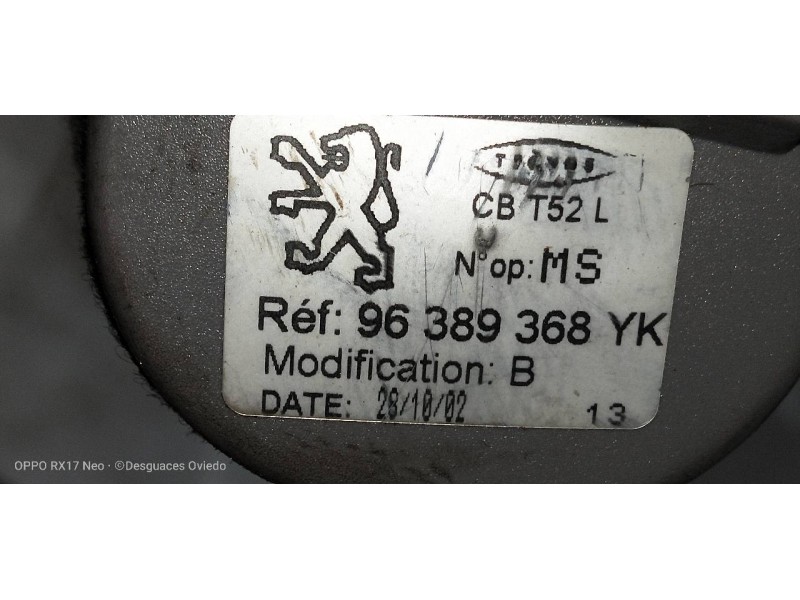 CB T52 L
N°op: MS
Réf: 96 389 368 YK
Modification: B
DATE: 28/10/02 13
OPPO RX17 Neo · ©Desguaces Oviedo